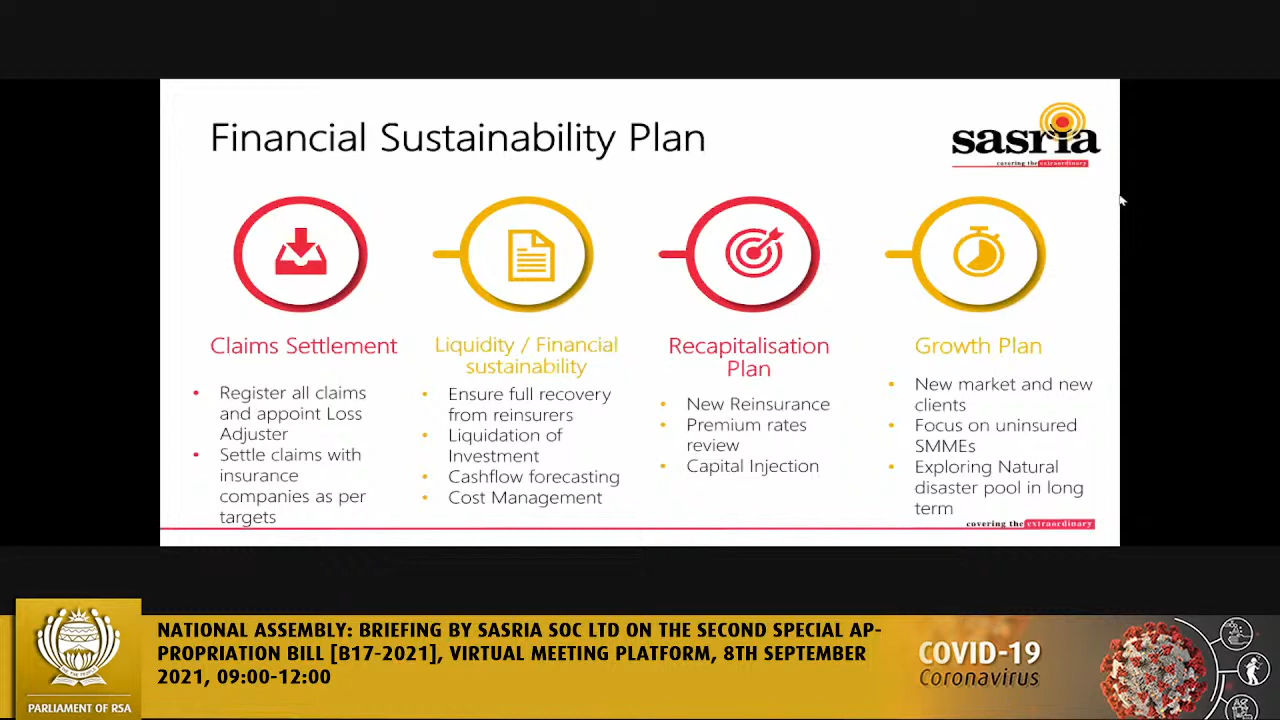 Financial Sustainability Plan
sasria
covering the extraordinary
Claims Settlement
• Register all claims
and appoint Loss
Adjuster
• Settle claims with
insurance
companies as per
targets
Liquidity / Financial
sustainability
• Ensure full recovery
from reinsurers
• Liquidation of
Investment
• Cashflow forecasting
• Cost Management
Recapitalisation
Plan
• New Reinsurance
• Premium rates
review
• Capital Injection
Growth Plan
• New market and new
clients
• Focus on uninsured
SMMEs
• Exploring Natural
disaster pool in long
term
covering the extraordinary
PARLIAMENT OF RSA
NATIONAL ASSEMBLY: BRIEFING BY SASRIA SOC LTD ON THE SECOND SPECIAL AP-
PROPRIATION BILL [B17-2021], VIRTUAL MEETING PLATFORM, 8TH SEPTEMBER
2021, 09:00-12:00
COVID-19
Coronavirus